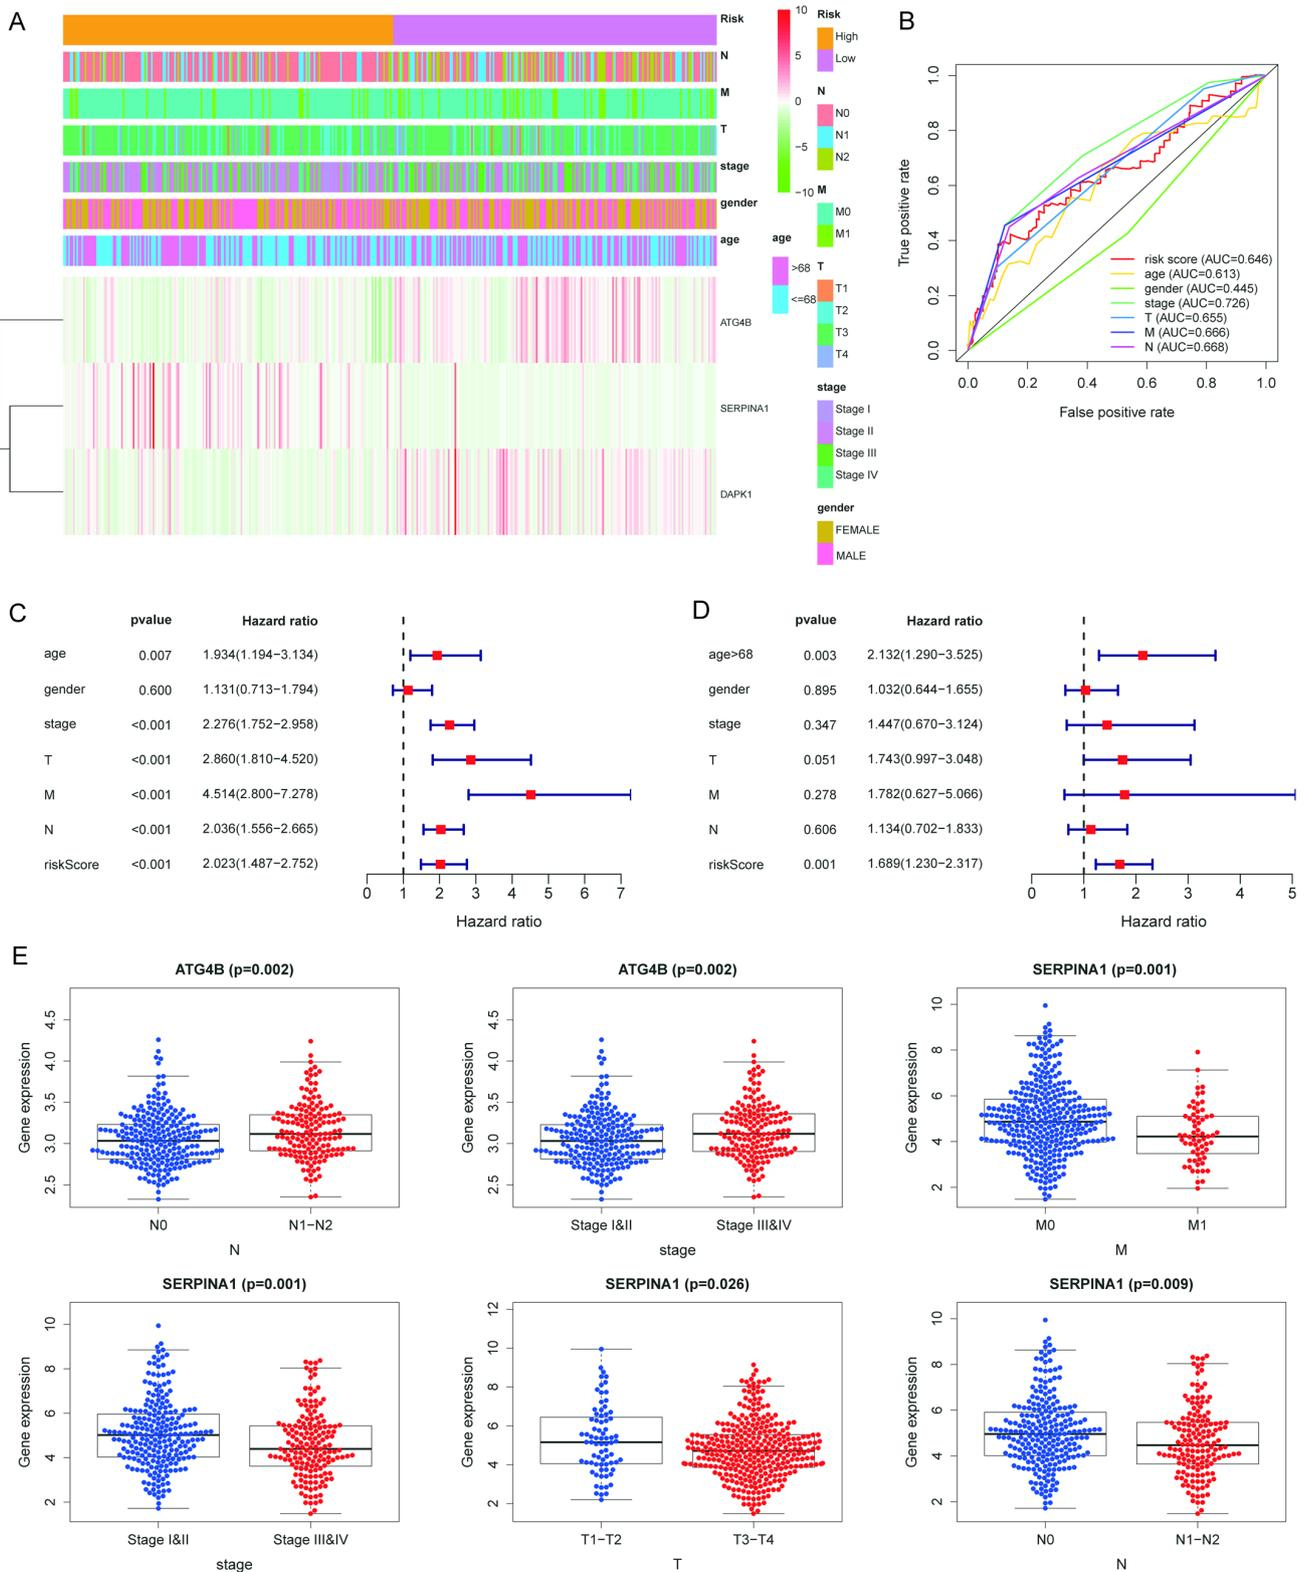 A
Risk
N
M
T
stage
gender
age
ATG4B
SERPINA1
DAPK1
10
5
0
−5
−10
age
>68
<=68
Risk
High
Low
N
N0
N1
N2
M
M0
M1
T
T1
T2
T3
T4
stage
Stage I
Stage II
Stage III
Stage IV
gender
FEMALE
MALE
B
True positive rate
1.0
0.8
0.6
0.4
0.2
0.0
risk score (AUC=0.646)
age (AUC=0.613)
gender (AUC=0.445)
stage (AUC=0.726)
T (AUC=0.655)
M (AUC=0.666)
N (AUC=0.668)
0.0 0.2 0.4 0.6 0.8 1.0
False positive rate
C
pvalue Hazard ratio
age 0.007 1.934(1.194−3.134)
gender 0.600 1.131(0.713−1.794)
stage <0.001 2.276(1.752−2.958)
T <0.001 2.860(1.810−4.520)
M <0.001 4.514(2.800−7.278)
N <0.001 2.036(1.556−2.665)
riskScore <0.001 2.023(1.487−2.752)
0 1 2 3 4 5 6 7
Hazard ratio
D
pvalue Hazard ratio
age>68 0.003 2.132(1.290−3.525)
gender 0.895 1.032(0.644−1.655)
stage 0.347 1.447(0.670−3.124)
T 0.051 1.743(0.997−3.048)
M 0.278 1.782(0.627−5.066)
N 0.606 1.134(0.702−1.833)
riskScore 0.001 1.689(1.230−2.317)
0 1 2 3 4 5
Hazard ratio
E
ATG4B (p=0.002)
Gene expression
4.5
4.0
3.5
3.0
2.5
N0 N1−N2
N
ATG4B (p=0.002)
Gene expression
4.5
4.0
3.5
3.0
2.5
Stage I&II Stage III&IV
stage
SERPINA1 (p=0.001)
Gene expression
10
8
6
4
2
M0 M1
M
SERPINA1 (p=0.001)
Gene expression
10
8
6
4
2
Stage I&II Stage III&IV
stage
SERPINA1 (p=0.026)
Gene expression
12
10
8
6
4
2
T1−T2 T3−T4
T
SERPINA1 (p=0.009)
Gene expression
10
8
6
4
2
N0 N1−N2
N